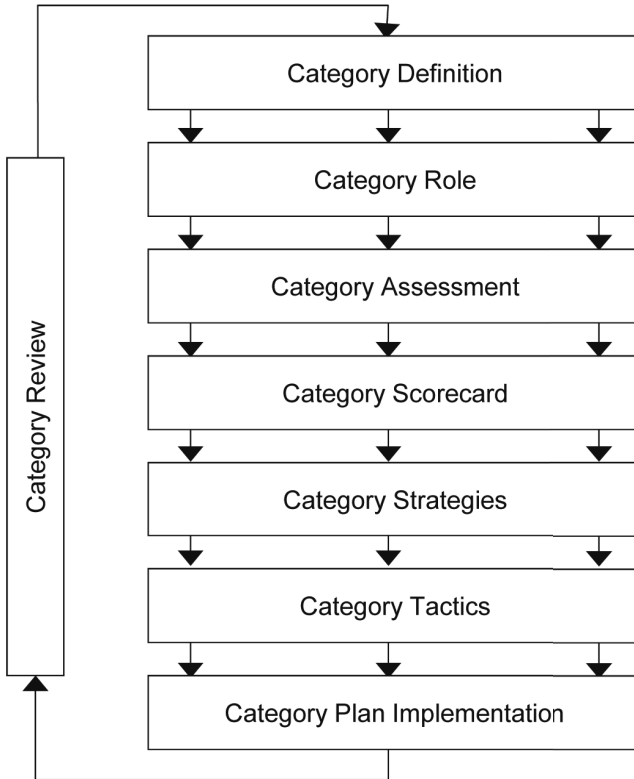 Category Definition
Category Role
Category Assessment
Category Scorecard
Category Strategies
Category Tactics
Category Plan Implementation
Category Review